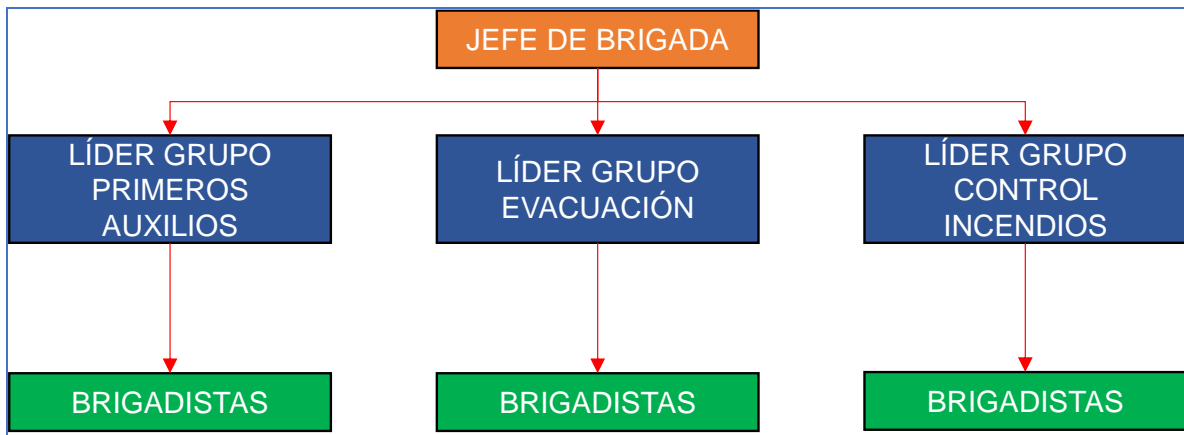 JEFE DE BRIGADA
LÍDER GRUPO
PRIMEROS
AUXILIOS
LÍDER GRUPO
EVACUACIÓN
LÍDER GRUPO
CONTROL
INCENDIOS
BRIGADISTAS
BRIGADISTAS
BRIGADISTAS